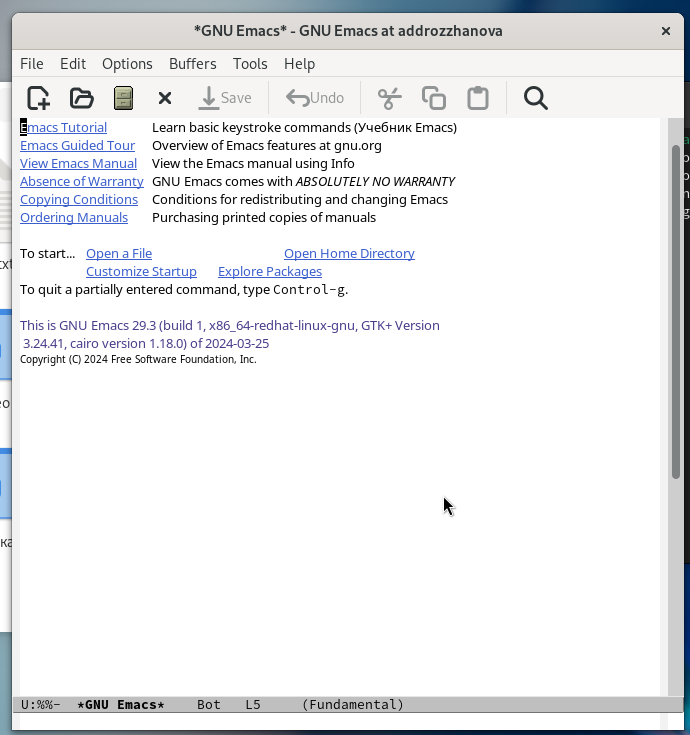 *GNU Emacs* - GNU Emacs at addrozzhanova
File Edit Options Buffers Tools Help
Save Undo
Emacs Tutorial Learn basic keystroke commands (Учебник Emacs)
Emacs Guided Tour Overview of Emacs features at gnu.org
View Emacs Manual View the Emacs manual using Info
Absence of Warranty GNU Emacs comes with ABSOLUTELY NO WARRANTY
Copying Conditions Conditions for redistributing and changing Emacs
Ordering Manuals Purchasing printed copies of manuals
To start... Open a File Open Home Directory
Customize Startup Explore Packages
To quit a partially entered command, type Control-g.
This is GNU Emacs 29.3 (build 1, x86_64-redhat-linux-gnu, GTK+ Version
3.24.41, cairo version 1.18.0) of 2024-03-25
Copyright (C) 2024 Free Software Foundation, Inc.
U:%%- *GNU Emacs* Bot L5 (Fundamental)